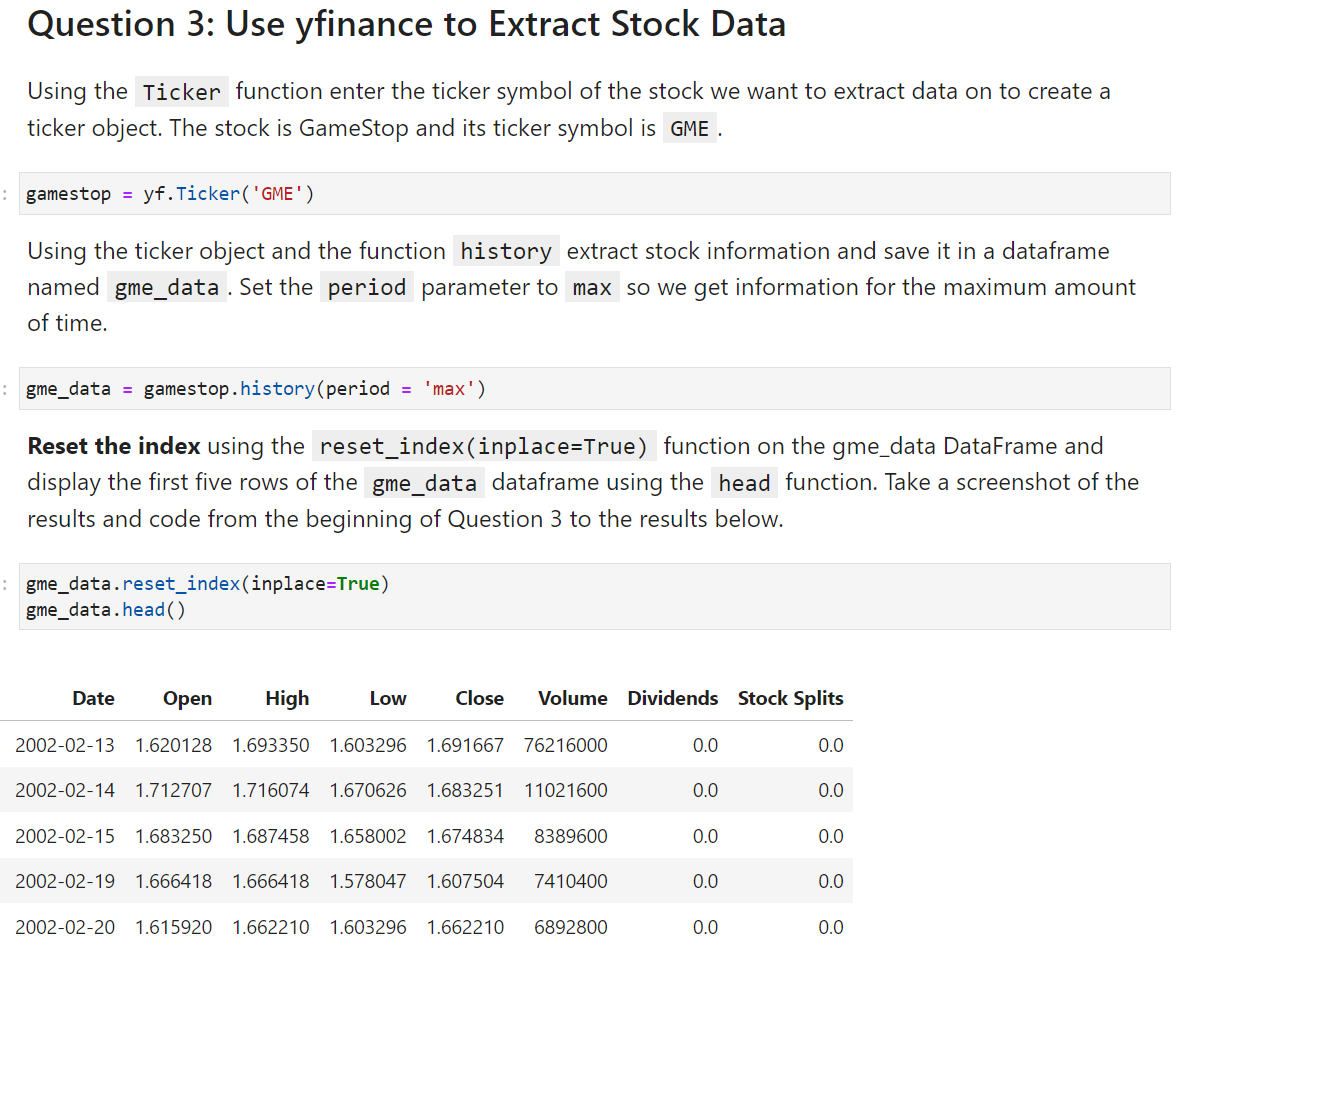 Question 3: Use yfinance to Extract Stock Data
Using the Ticker function enter the ticker symbol of the stock we want to extract data on to create a
ticker object. The stock is GameStop and its ticker symbol is GME .
: gamestop = yf.Ticker('GME')
Using the ticker object and the function history extract stock information and save it in a dataframe
named gme_data . Set the period parameter to max so we get information for the maximum amount
of time.
: gme_data = gamestop.history(period = 'max')
Reset the index using the reset_index(inplace=True) function on the gme_data DataFrame and
display the first five rows of the gme_data dataframe using the head function. Take a screenshot of the
results and code from the beginning of Question 3 to the results below.
: gme_data.reset_index(inplace=True)
gme_data.head()
Date Open High Low Close Volume Dividends Stock Splits
2002-02-13 1.620128 1.693350 1.603296 1.691667 76216000 0.0 0.0
2002-02-14 1.712707 1.716074 1.670626 1.683251 11021600 0.0 0.0
2002-02-15 1.683250 1.687458 1.658002 1.674834 8389600 0.0 0.0
2002-02-19 1.666418 1.666418 1.578047 1.607504 7410400 0.0 0.0
2002-02-20 1.615920 1.662210 1.603296 1.662210 6892800 0.0 0.0